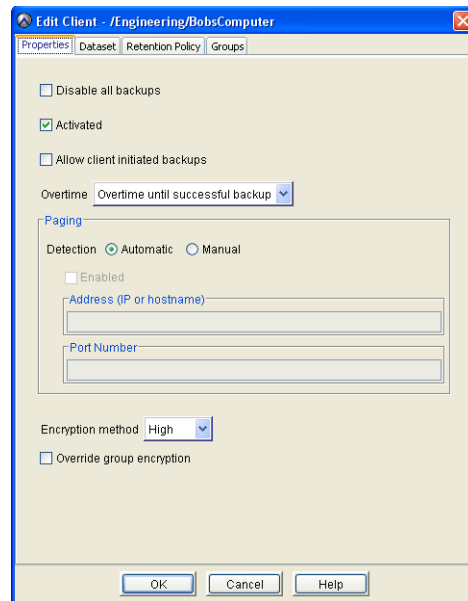 Edit Client - /Engineering/BobsComputer
Properties Dataset Retention Policy Groups
Disable all backups
Activated
Allow client initiated backups
Overtime Overtime until successful backup
Paging
Detection Automatic Manual
Enabled
Address (IP or hostname)
Port Number
Encryption method High
Override group encryption
OK Cancel Help